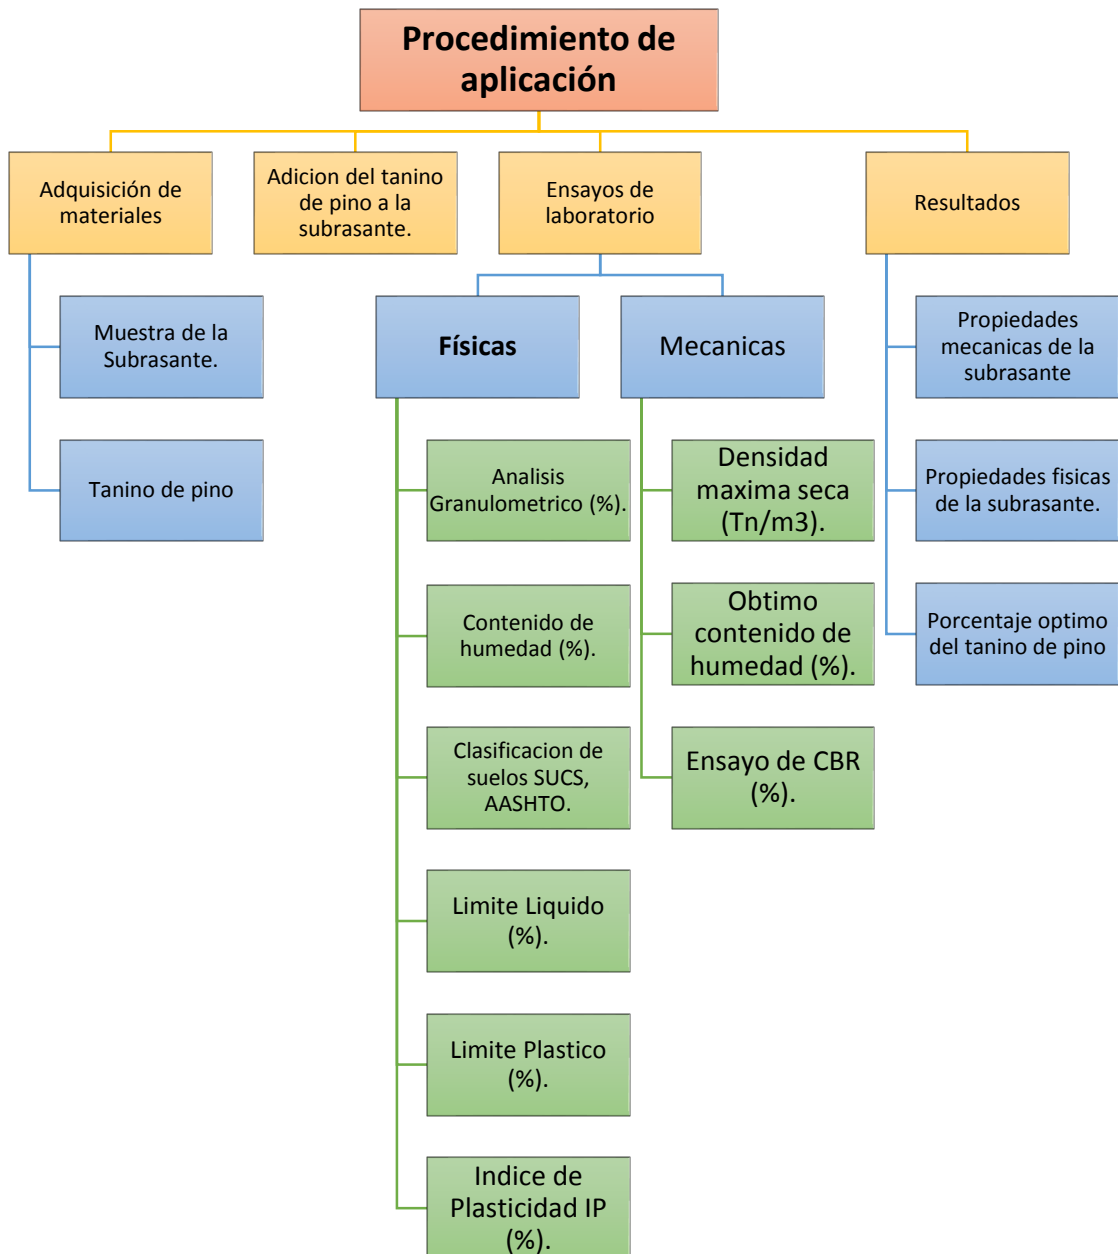 Procedimiento de
aplicación
Adquisición de
materiales
Adicion del tanino
de pino a la
subrasante.
Ensayos de
laboratorio
Resultados
Muestra de la
Subrasante.
Tanino de pino
Físicas
Mecanicas
Analisis
Granulometrico (%).
Contenido de
humedad (%).
Clasificacion de
suelos SUCS,
AASHTO.
Limite Liquido
(%).
Limite Plastico
(%).
Indice de
Plasticidad IP
(%).
Densidad
maxima seca
(Tn/m3).
Obtimo
contenido de
humedad (%).
Ensayo de CBR
(%).
Propiedades
mecanicas de la
subrasante
Propiedades fisicas
de la subrasante.
Porcentaje optimo
del tanino de pino